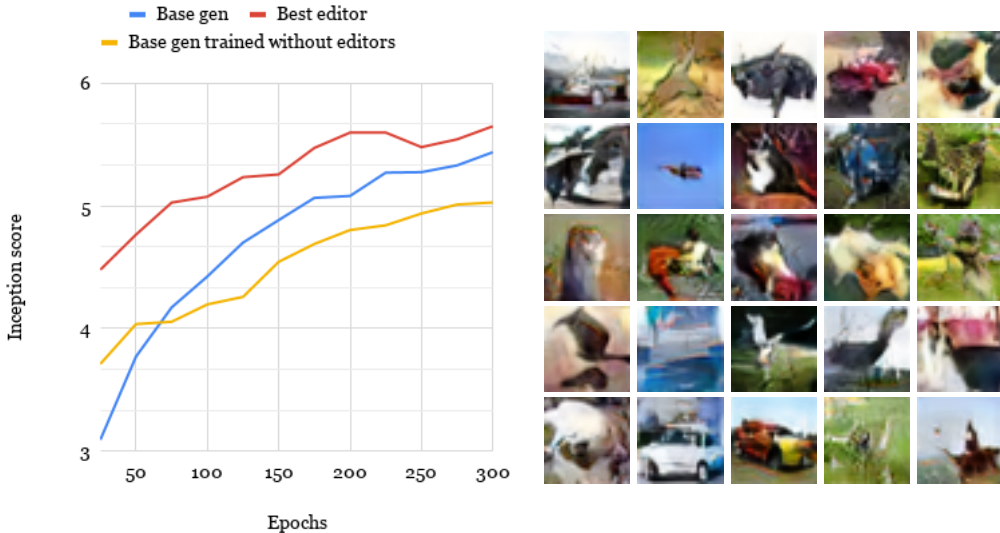 Base gen Best editor
Base gen trained without editors
6
5
4
3
Inception score
50 100 150 200 250 300
Epochs